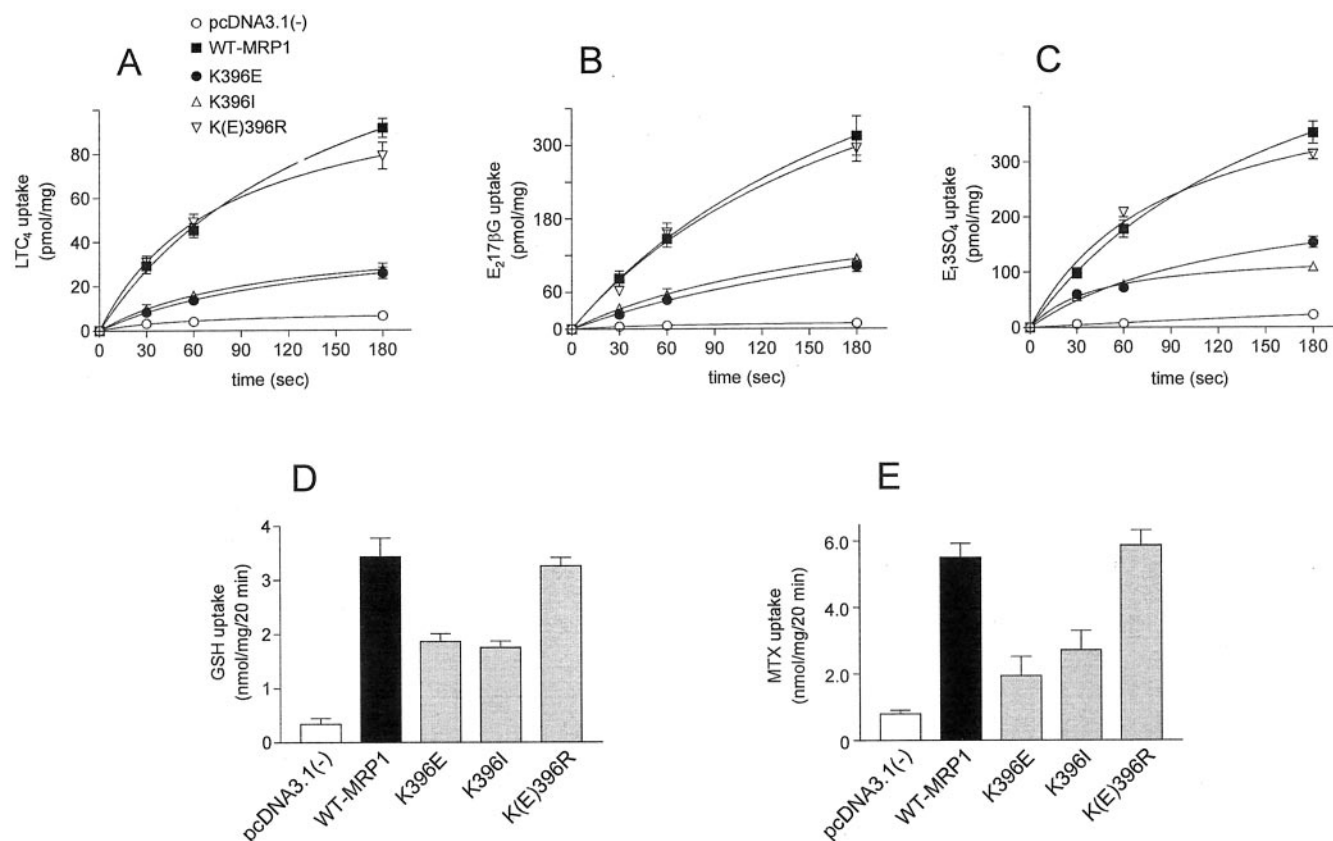 pcDNA3.1(-)
WT-MRP1
K396E
K396I
K(E)396R
A
LTC4 uptake
(pmol/mg)
80
60
40
20
0
0 30 60 90 120 150 180
time (sec)
B
E217βG uptake
(pmol/mg)
300
180
60
0
0 30 60 90 120 150 180
time (sec)
C
E13SO4 uptake
(pmol/mg)
300
200
100
0
0 30 60 90 120 150 180
time (sec)
D
GSH uptake
(nmol/mg/20 min)
4
3
2
1
0
pcDNA3.1(-)
WT-MRP1
K396E
K396I
K(E)396R
E
MTX uptake
(nmol/mg/20 min)
6.0
4.0
2.0
0
pcDNA3.1(-)
WT-MRP1
K396E
K396I
K(E)396R